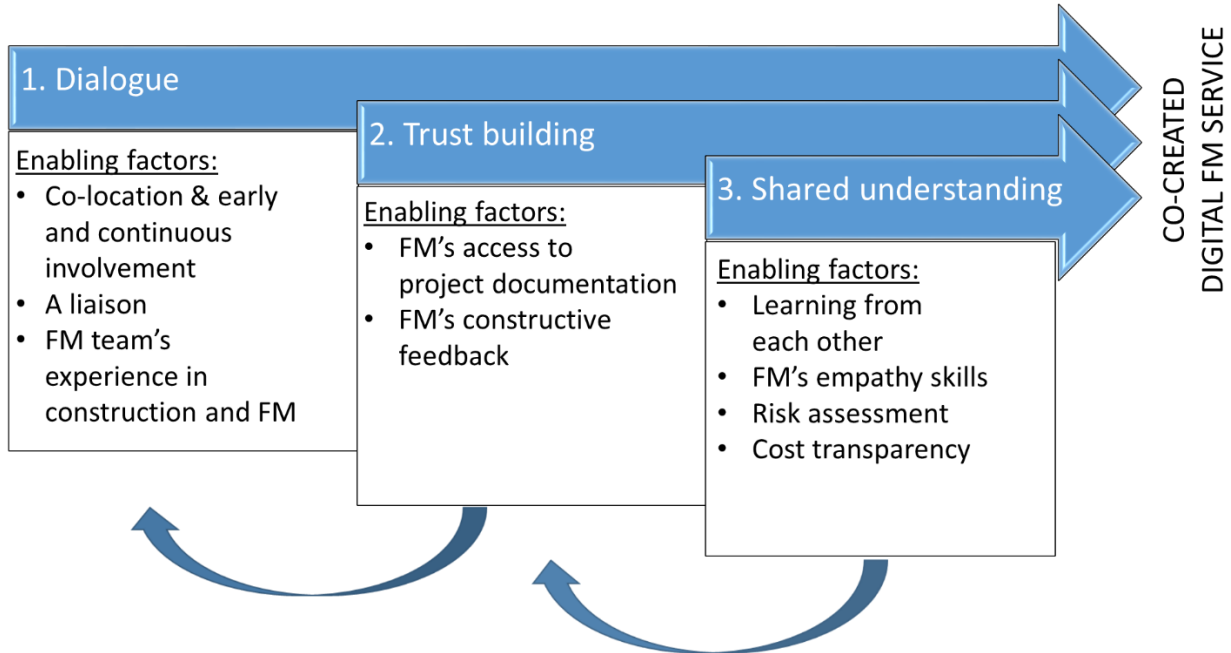 1. Dialogue
Enabling factors:
• Co-location & early
and continuous
involvement
• A liaison
• FM team’s
experience in
construction and FM
2. Trust building
Enabling factors:
• FM’s access to
project documentation
• FM’s constructive
feedback
3. Shared understanding
Enabling factors:
• Learning from
each other
• FM’s empathy skills
• Risk assessment
• Cost transparency
CO-CREATED
DIGITAL FM SERVICE